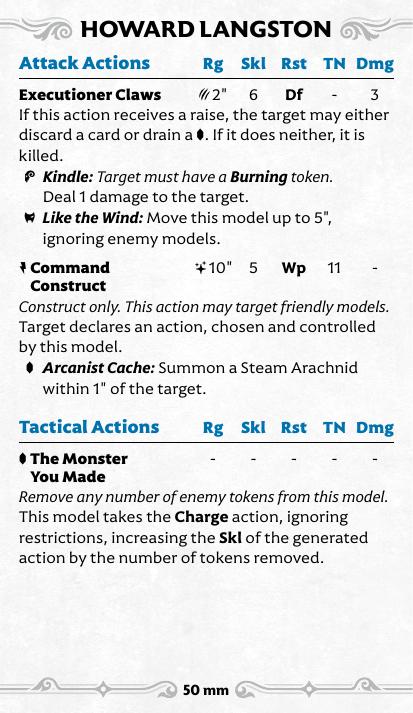 HOWARD LANGSTON
Attack Actions Rg Skl Rst TN Dmg
Executioner Claws 2" 6 Df - 3
If this action receives a raise, the target may either
discard a card or drain a . If it does neither, it is
killed.
Kindle: Target must have a Burning token.
Deal 1 damage to the target.
Like the Wind: Move this model up to 5",
ignoring enemy models.
Command 10" 5 Wp 11 -
Construct
Construct only. This action may target friendly models.
Target declares an action, chosen and controlled
by this model.
Arcanist Cache: Summon a Steam Arachnid
within 1" of the target.
Tactical Actions Rg Skl Rst TN Dmg
The Monster - - - - -
You Made
Remove any number of enemy tokens from this model.
This model takes the Charge action, ignoring
restrictions, increasing the Skl of the generated
action by the number of tokens removed.
50 mm